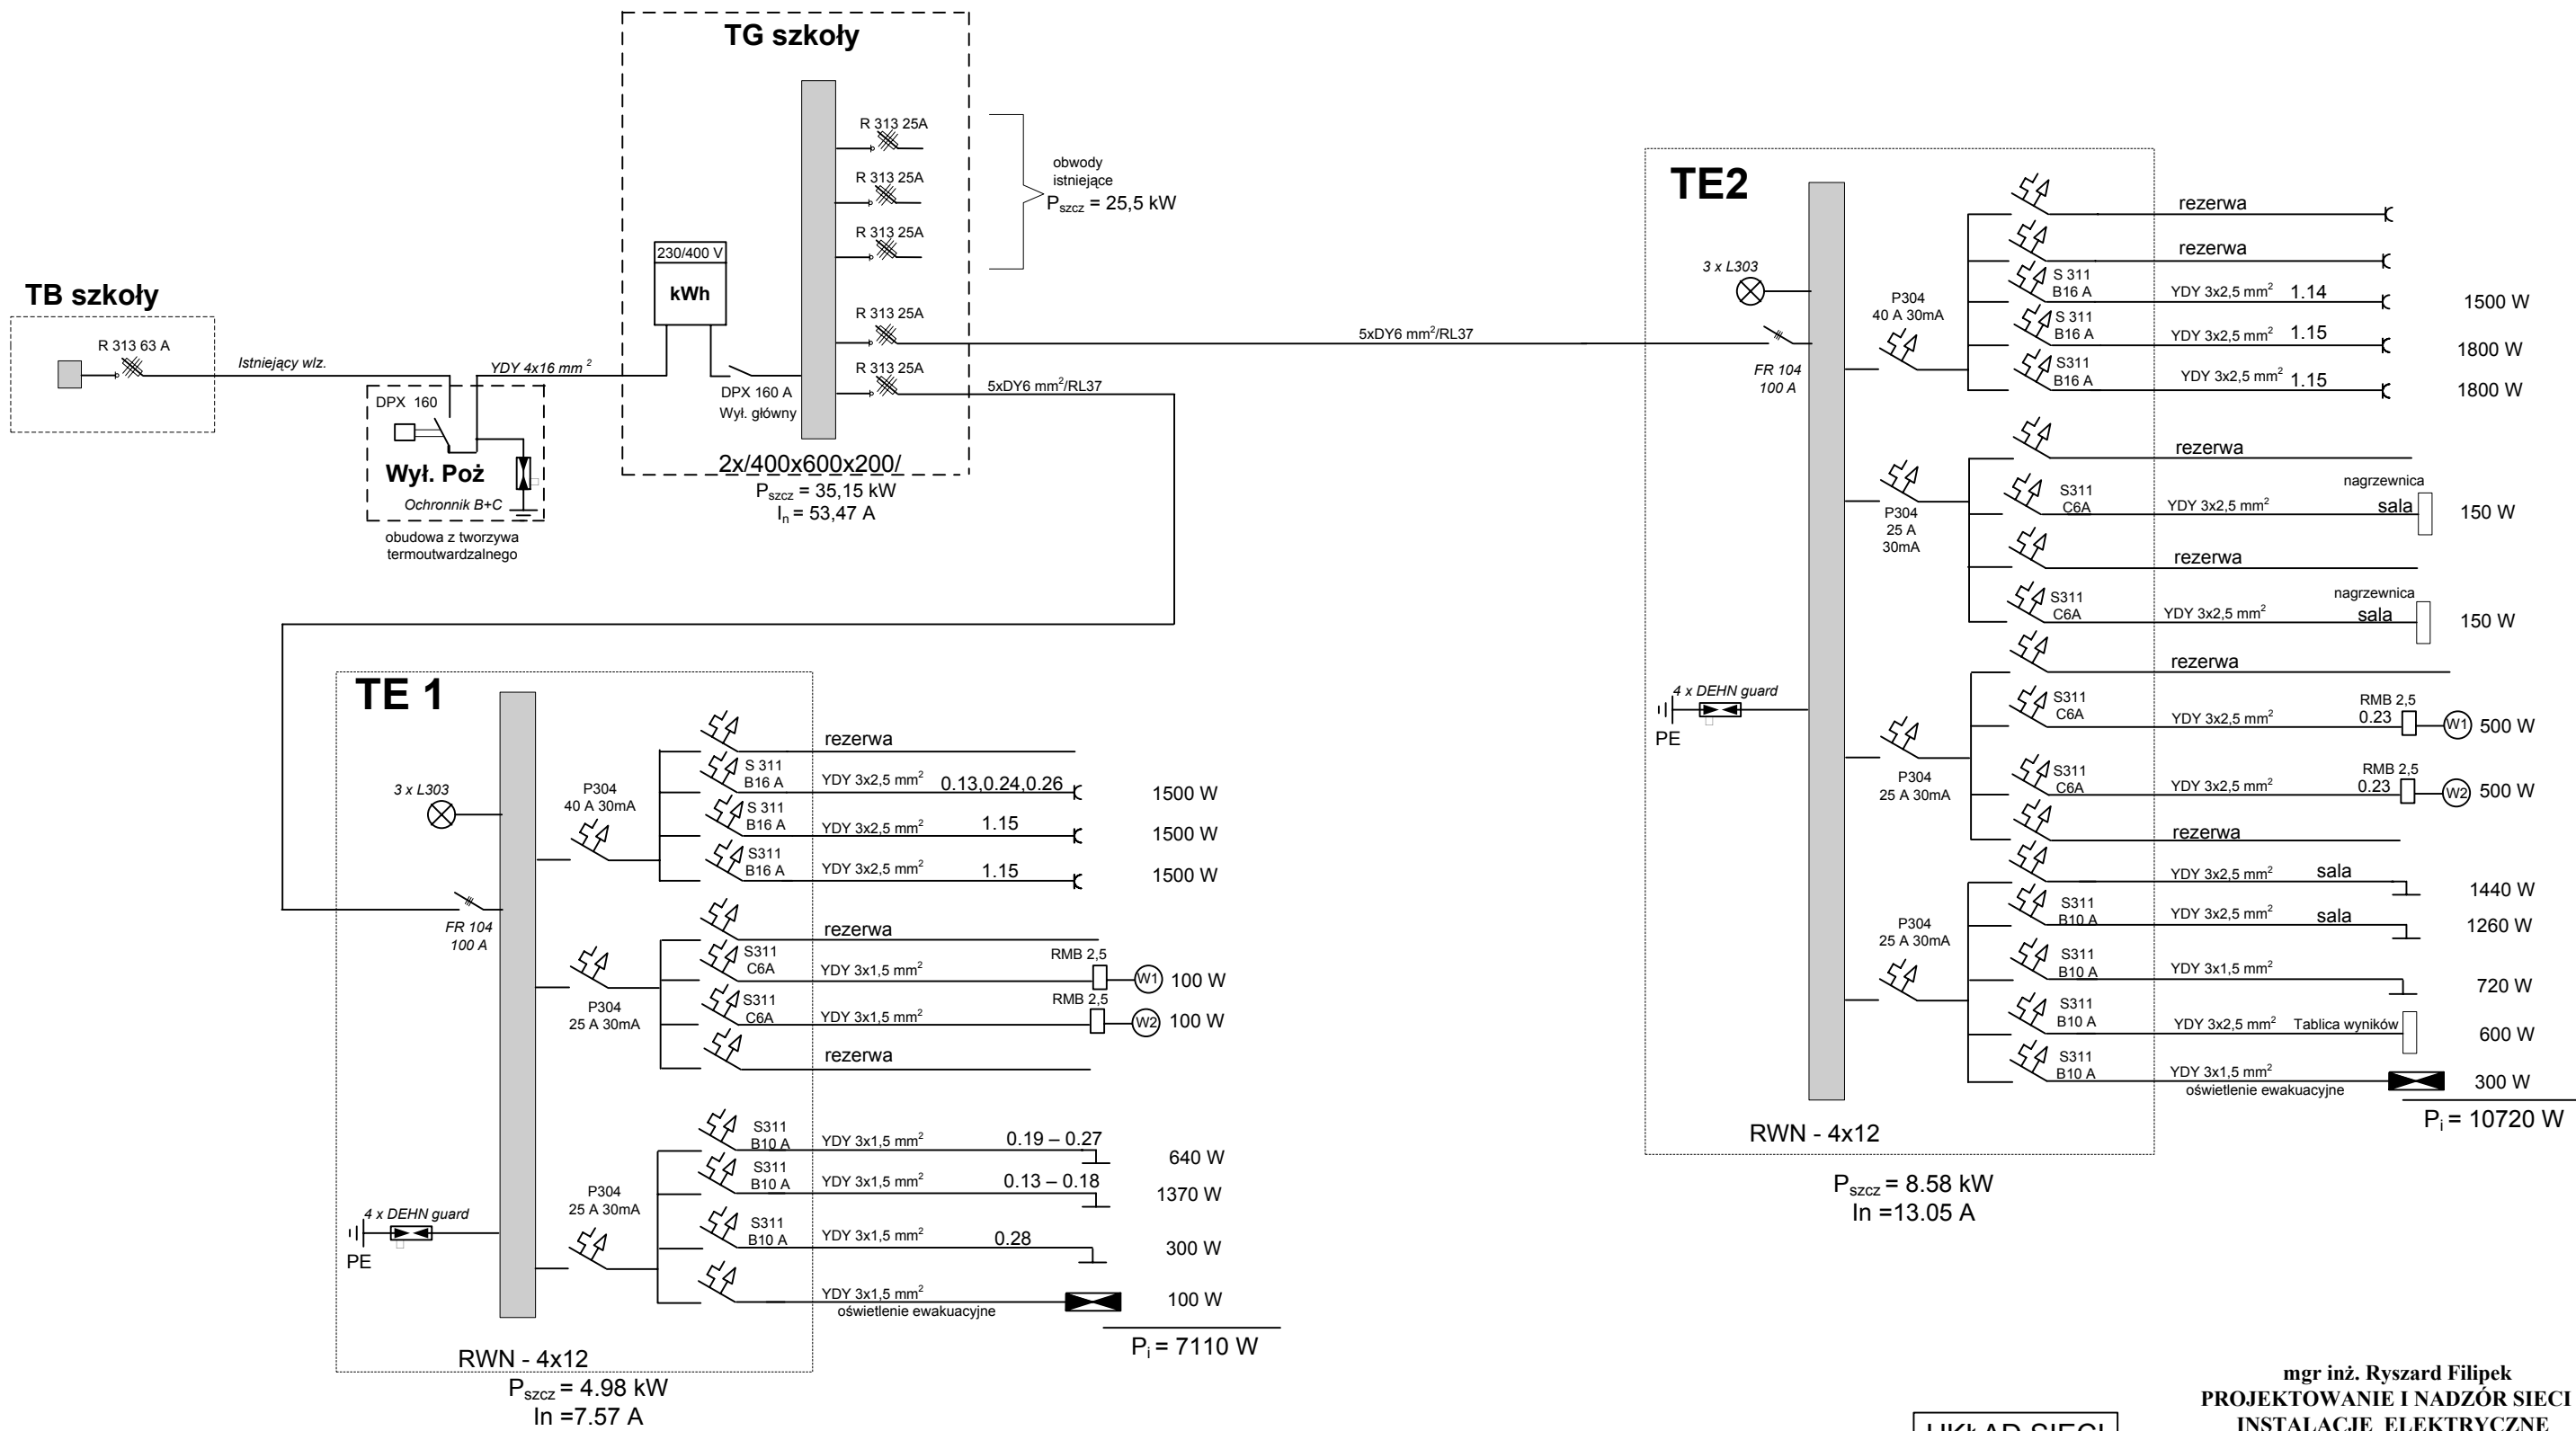 TG szkoły
R 313 25A
R 313 25A
R 313 25A
obwody
istniejące
Pszcz = 25,5 kW
230/400 V
kWh
R 313 25A
5xDY6 mm²/RL37
R 313 25A
5xDY6 mm²/RL37
DPX 160 A
Wył. główny
2x/400x600x200/
Pszcz = 35,15 kW
In = 53,47 A
TB szkoły
R 313 63 A
Istniejący wlz.
YDY 4x16 mm ²
DPX 160
Wył. Poż
Ochronnik B+C
obudowa z tworzywa
termoutwardzalnego
TE2
3 x L303
FR 104
100 A
P304
40 A 30mA
rezerwa
rezerwa
S 311
B16 A
YDY 3x2,5 mm² 1.14
1500 W
S 311
B16 A
YDY 3x2,5 mm² 1.15
1800 W
S311
B16 A
YDY 3x2,5 mm² 1.15
1800 W
P304
25 A
30mA
rezerwa
S311
C6A
YDY 3x2,5 mm²
nagrzewnica
sala
150 W
rezerwa
S311
C6A
YDY 3x2,5 mm²
nagrzewnica
sala
150 W
4 x DEHN guard
PE
P304
25 A 30mA
rezerwa
S311
C6A
YDY 3x2,5 mm²
RMB 2,5
0.23
W1
500 W
S311
C6A
YDY 3x2,5 mm²
RMB 2,5
0.23
W2
500 W
rezerwa
P304
25 A 30mA
YDY 3x2,5 mm² sala
1440 W
S311
B10 A
YDY 3x2,5 mm² sala
1260 W
S311
B10 A
YDY 3x1,5 mm²
720 W
S311
B10 A
YDY 3x2,5 mm² Tablica wyników
600 W
S311
B10 A
YDY 3x1,5 mm²
oświetlenie ewakuacyjne
300 W
Pi = 10720 W
RWN - 4x12
Pszcz = 8.58 kW
In =13.05 A
TE 1
3 x L303
FR 104
100 A
P304
40 A 30mA
rezerwa
S 311
B16 A
YDY 3x2,5 mm² 0.13,0.24,0.26
1500 W
S 311
B16 A
YDY 3x2,5 mm² 1.15
1500 W
S311
B16 A
YDY 3x2,5 mm² 1.15
1500 W
P304
25 A 30mA
rezerwa
S311
C6A
YDY 3x1,5 mm²
RMB 2,5
W1
100 W
S311
C6A
YDY 3x1,5 mm²
RMB 2,5
W2
100 W
rezerwa
4 x DEHN guard
PE
P304
25 A 30mA
S311
B10 A
YDY 3x1,5 mm² 0.19 – 0.27
640 W
S311
B10 A
YDY 3x1,5 mm² 0.13 – 0.18
1370 W
S311
B10 A
YDY 3x1,5 mm² 0.28
300 W
YDY 3x1,5 mm²
oświetlenie ewakuacyjne
100 W
Pi = 7110 W
RWN - 4x12
Pszcz = 4.98 kW
In =7.57 A
UKŁAD SIECI
mgr inż. Ryszard Filipek
PROJEKTOWANIE I NADZÓR SIECI
INSTALACJE ELEKTRYCZNE